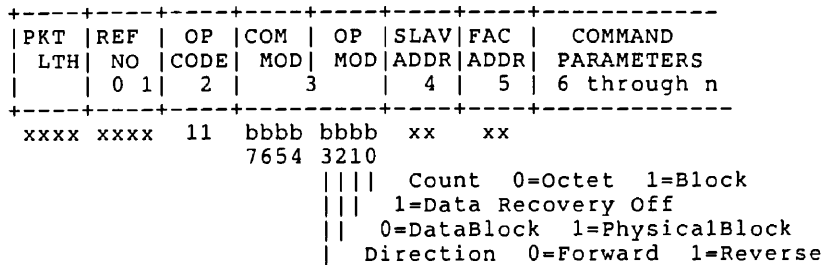 +----+----+----+----+----+----+----+-------------
|PKT |REF | OP |COM | OP |SLAV|FAC | COMMAND
| LTH| NO |CODE| MOD| MOD|ADDR|ADDR| PARAMETERS
| | 0 1| 2 | 3 | 4 | 5 | 6 through n
+----+----+----+----+----+----+----+-------------
xxxx xxxx 11 bbbb bbbb xx xx
7654 3210
|||| Count 0=Octet 1=Block
||| 1=Data Recovery Off
|| 0=DataBlock 1=PhysicalBlock
| Direction 0=Forward 1=Reverse